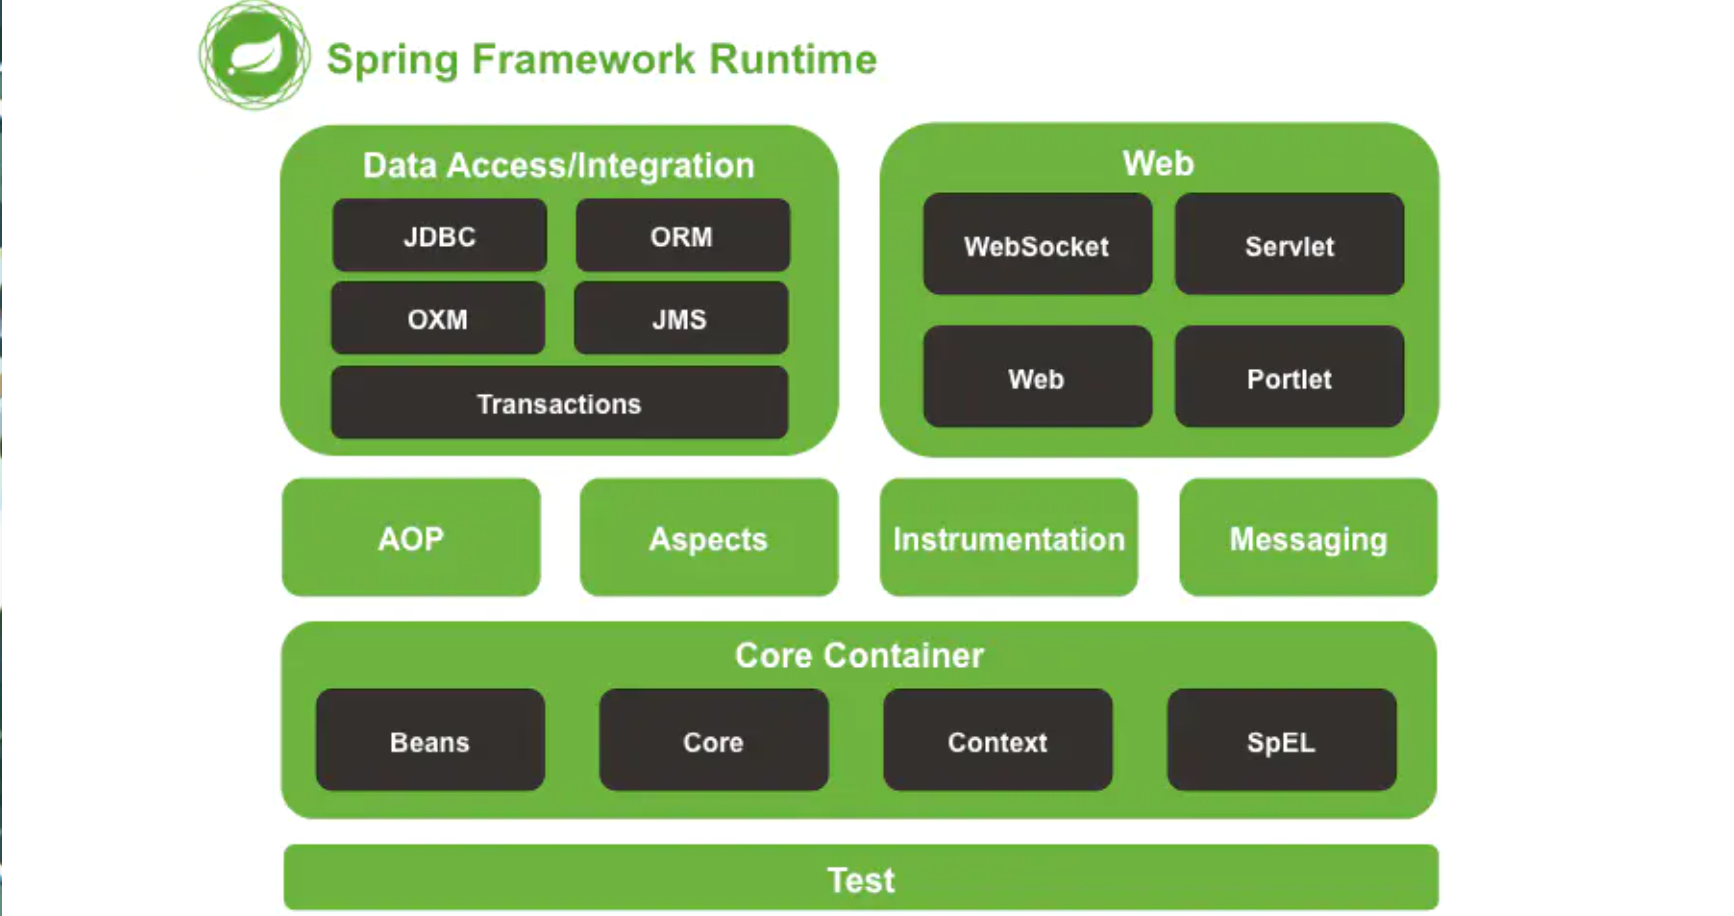 Spring Framework Runtime
Data Access/Integration
JDBC
ORM
OXM
JMS
Transactions
Web
WebSocket
Servlet
Web
Portlet
AOP
Aspects
Instrumentation
Messaging
Core Container
Beans
Core
Context
SpEL
Test